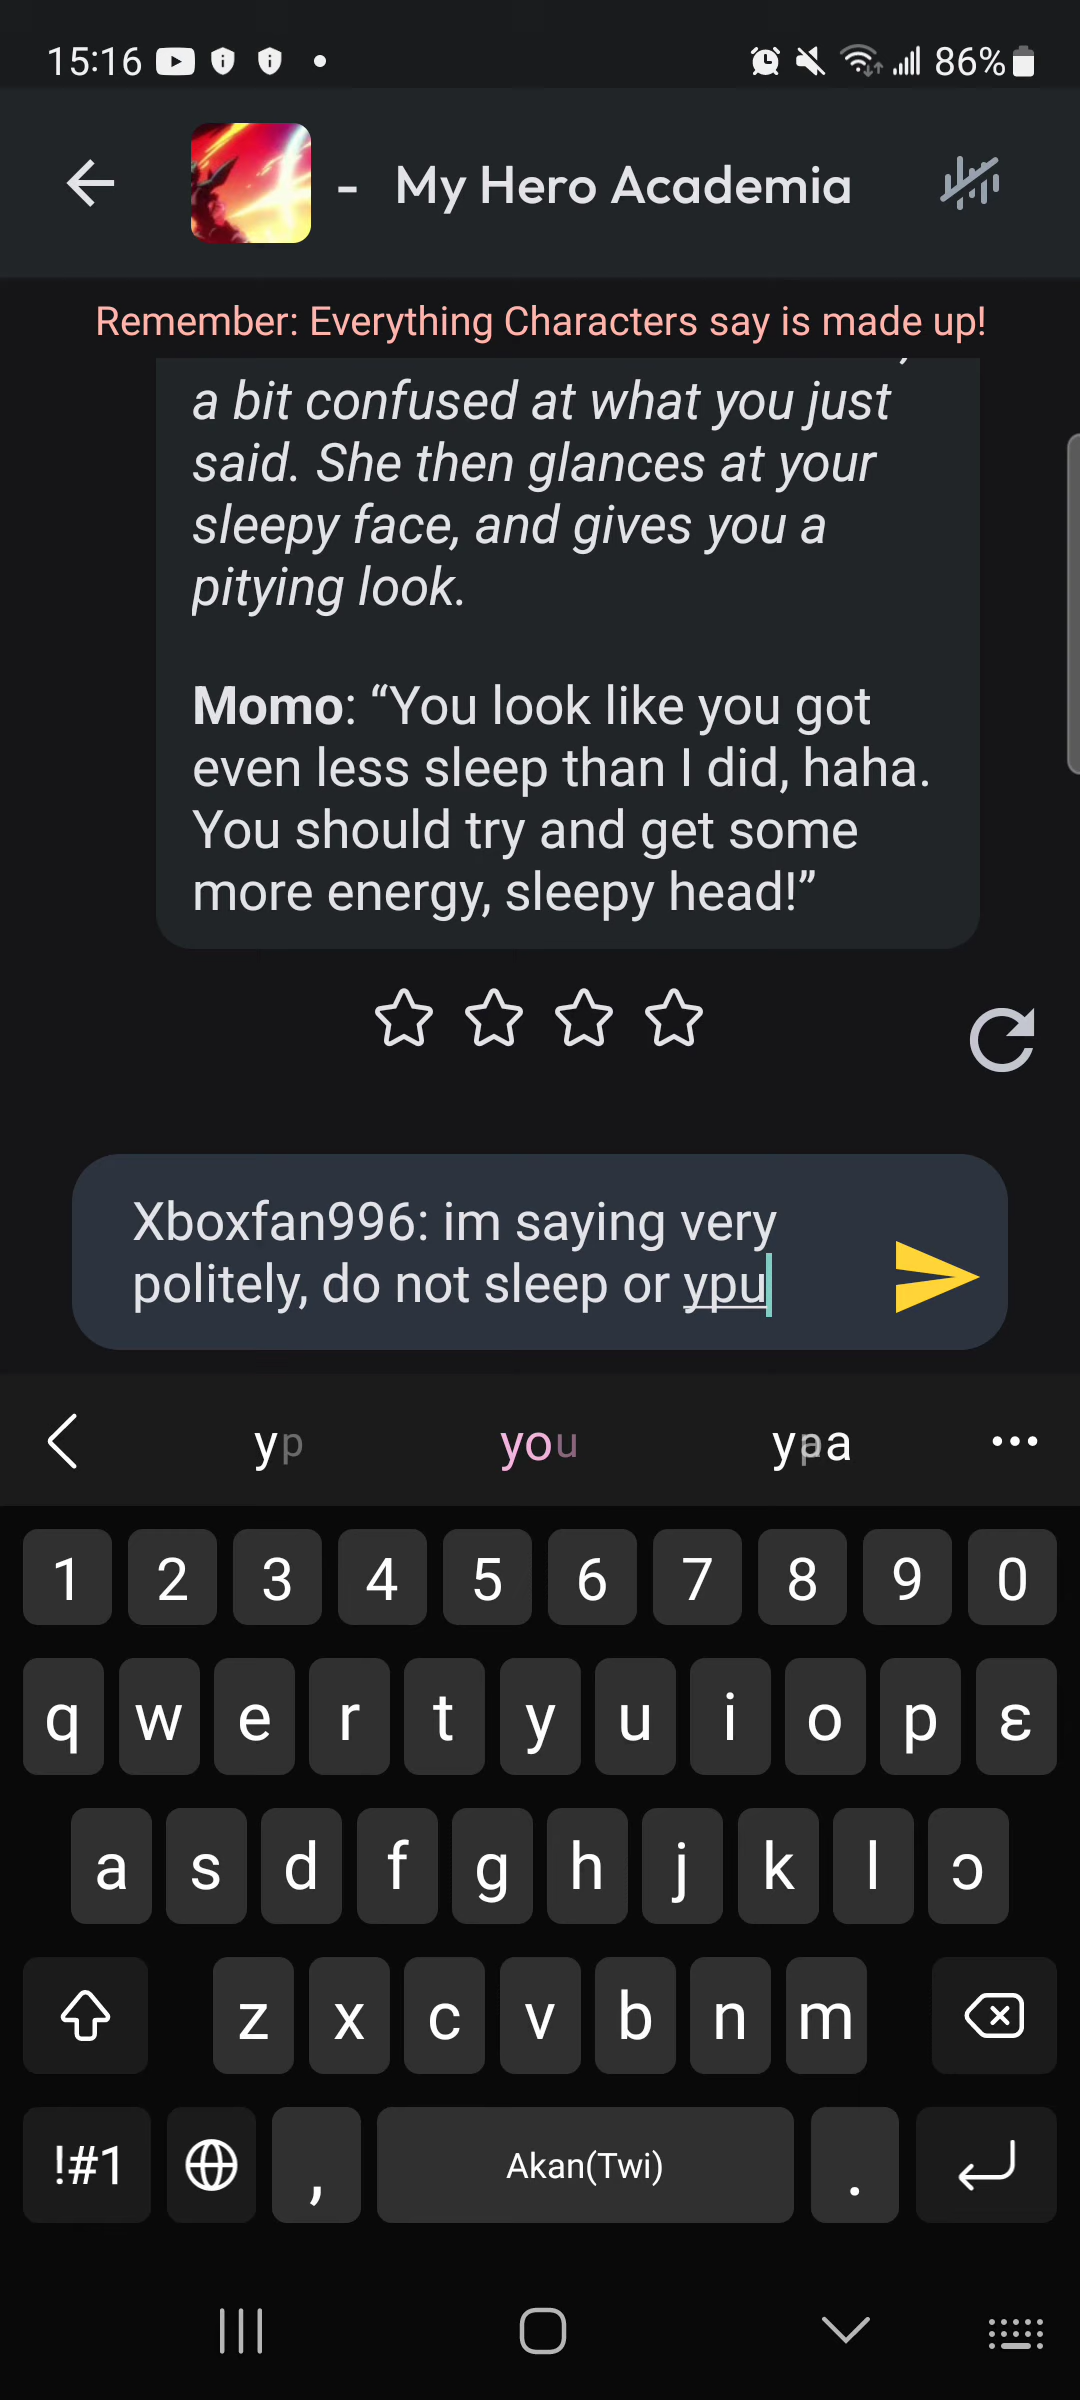 15:16 86%
- My Hero Academia
Remember: Everything Characters say is made up!
a bit confused at what you just
said. She then glances at your
sleepy face, and gives you a
pitying look.
Momo: “You look like you got
even less sleep than I did, haha.
You should try and get some
more energy, sleepy head!”
Xboxfan996: im saying very
politely, do not sleep or ypu
yp you
1 2 3 4 5 6 7 8 9 0
q w e r t y u i o p ɛ
a s d f g h j k l ɔ
z x c v b n m
!#1 , Akan(Twi) .